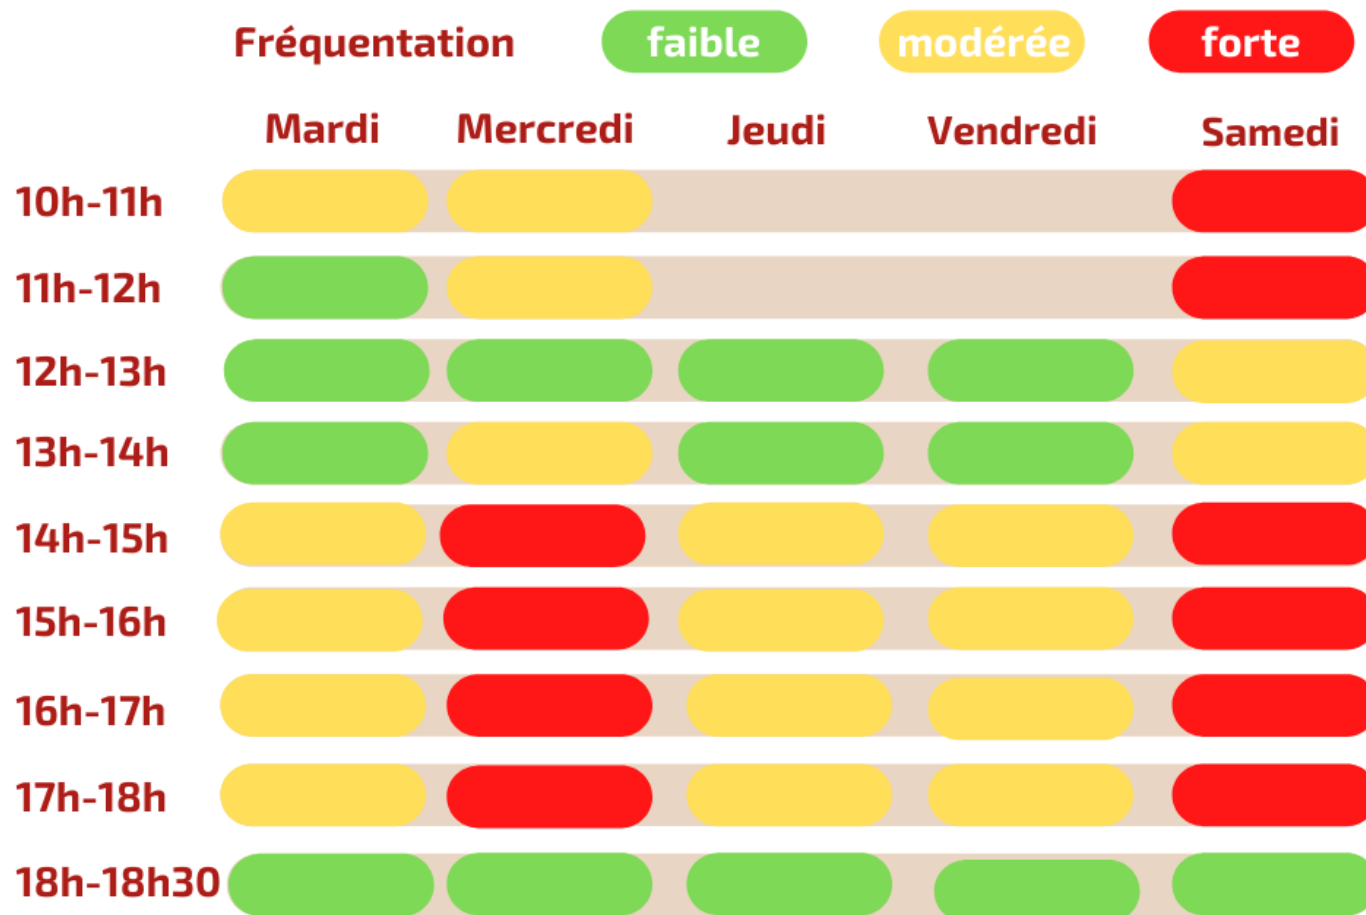 Fréquentation faible modérée forte
Mardi Mercredi Jeudi Vendredi Samedi
10h-11h
11h-12h
12h-13h
13h-14h
14h-15h
15h-16h
16h-17h
17h-18h
18h-18h30